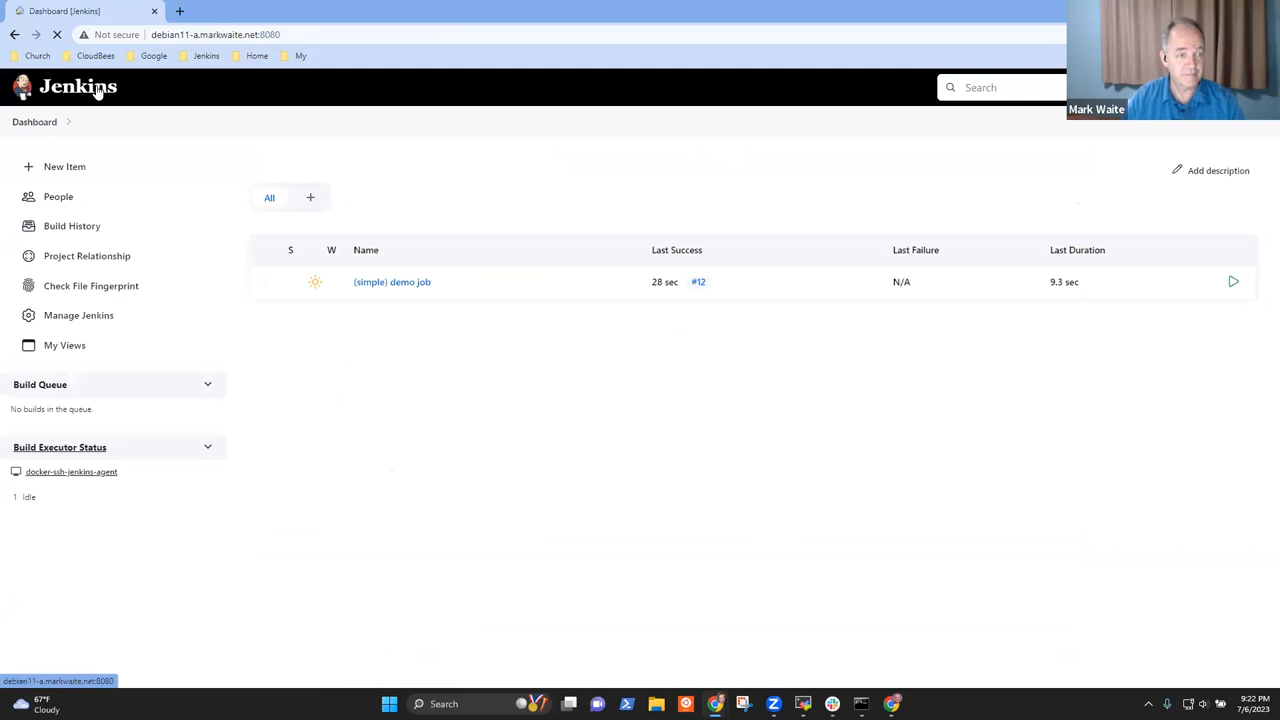 Dashboard [Jenkins]
Not secure debian11-a.markwaite.net:8080
Church CloudBees Google Jenkins Home My
Jenkins
Search
Mark Waite
Dashboard
New Item
Add description
People
All
Build History
S W Name Last Success Last Failure Last Duration
Project Relationship
(simple) demo job 28 sec #12 N/A 9.3 sec
Check File Fingerprint
Manage Jenkins
My Views
Build Queue
No builds in the queue.
Build Executor Status
docker-ssh-jenkins-agent
1 Idle
debian11-a.markwaite.net:8080
67°F
Cloudy
Search
9:22 PM
7/6/2023